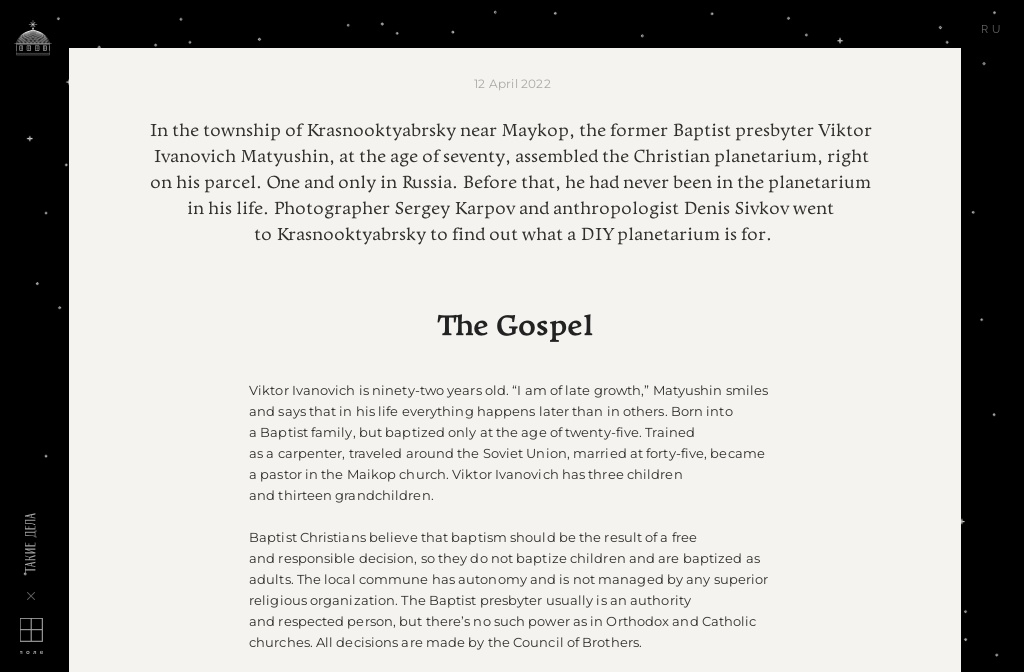 RU
12 April 2022
In the township of Krasnooktyabrsky near Maykop, the former Baptist presbyter Viktor
Ivanovich Matyushin, at the age of seventy, assembled the Christian planetarium, right
on his parcel. One and only in Russia. Before that, he had never been in the planetarium
in his life. Photographer Sergey Karpov and anthropologist Denis Sivkov went
to Krasnooktyabrsky to find out what a DIY planetarium is for.
The Gospel
Viktor Ivanovich is ninety-two years old. “I am of late growth,” Matyushin smiles
and says that in his life everything happens later than in others. Born into
a Baptist family, but baptized only at the age of twenty-five. Trained
as a carpenter, traveled around the Soviet Union, married at forty-five, became
a pastor in the Maikop church. Viktor Ivanovich has three children
and thirteen grandchildren.
Baptist Christians believe that baptism should be the result of a free
and responsible decision, so they do not baptize children and are baptized as
adults. The local commune has autonomy and is not managed by any superior
religious organization. The Baptist presbyter usually is an authority
and respected person, but there’s no such power as in Orthodox and Catholic
churches. All decisions are made by the Council of Brothers.
ТАКИЕ ДЕЛА
поле